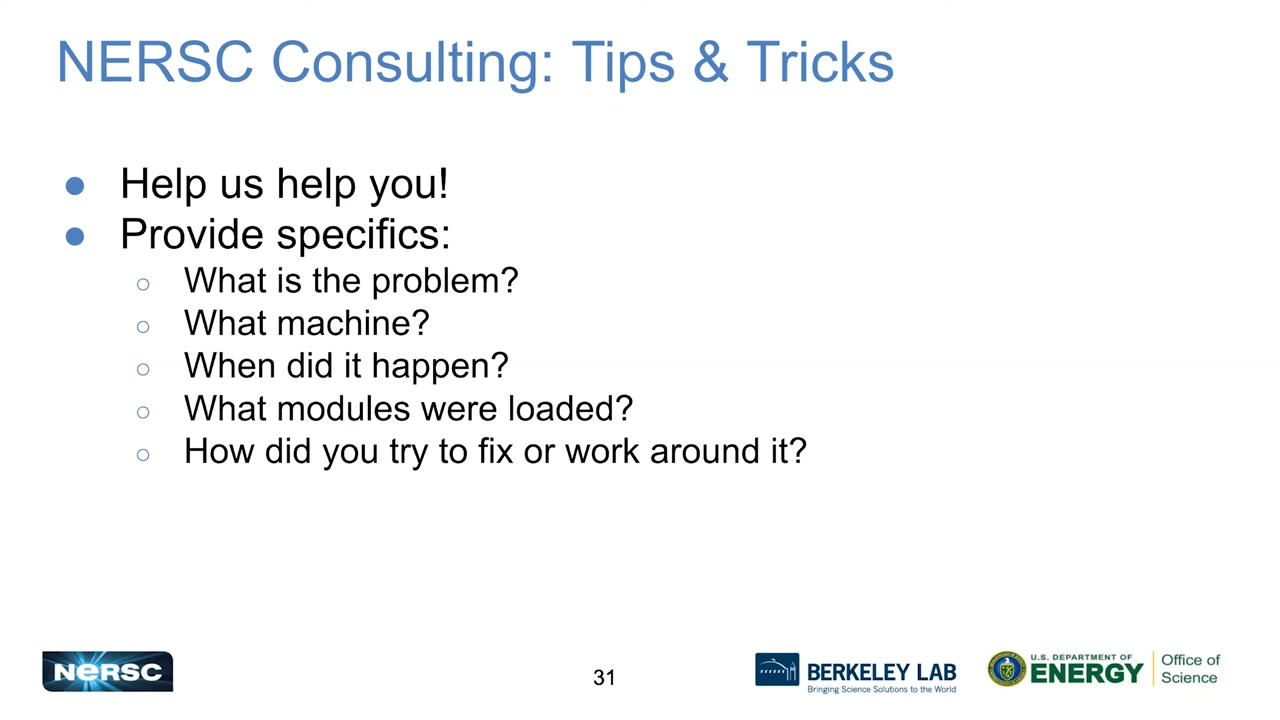 NERSC Consulting: Tips & Tricks
● Help us help you!
● Provide specifics:
○ What is the problem?
○ What machine?
○ When did it happen?
○ What modules were loaded?
○ How did you try to fix or work around it?
NERSC
31
BERKELEY LAB
Bringing Science Solutions to the World
U.S. DEPARTMENT OF
ENERGY
Office of
Science